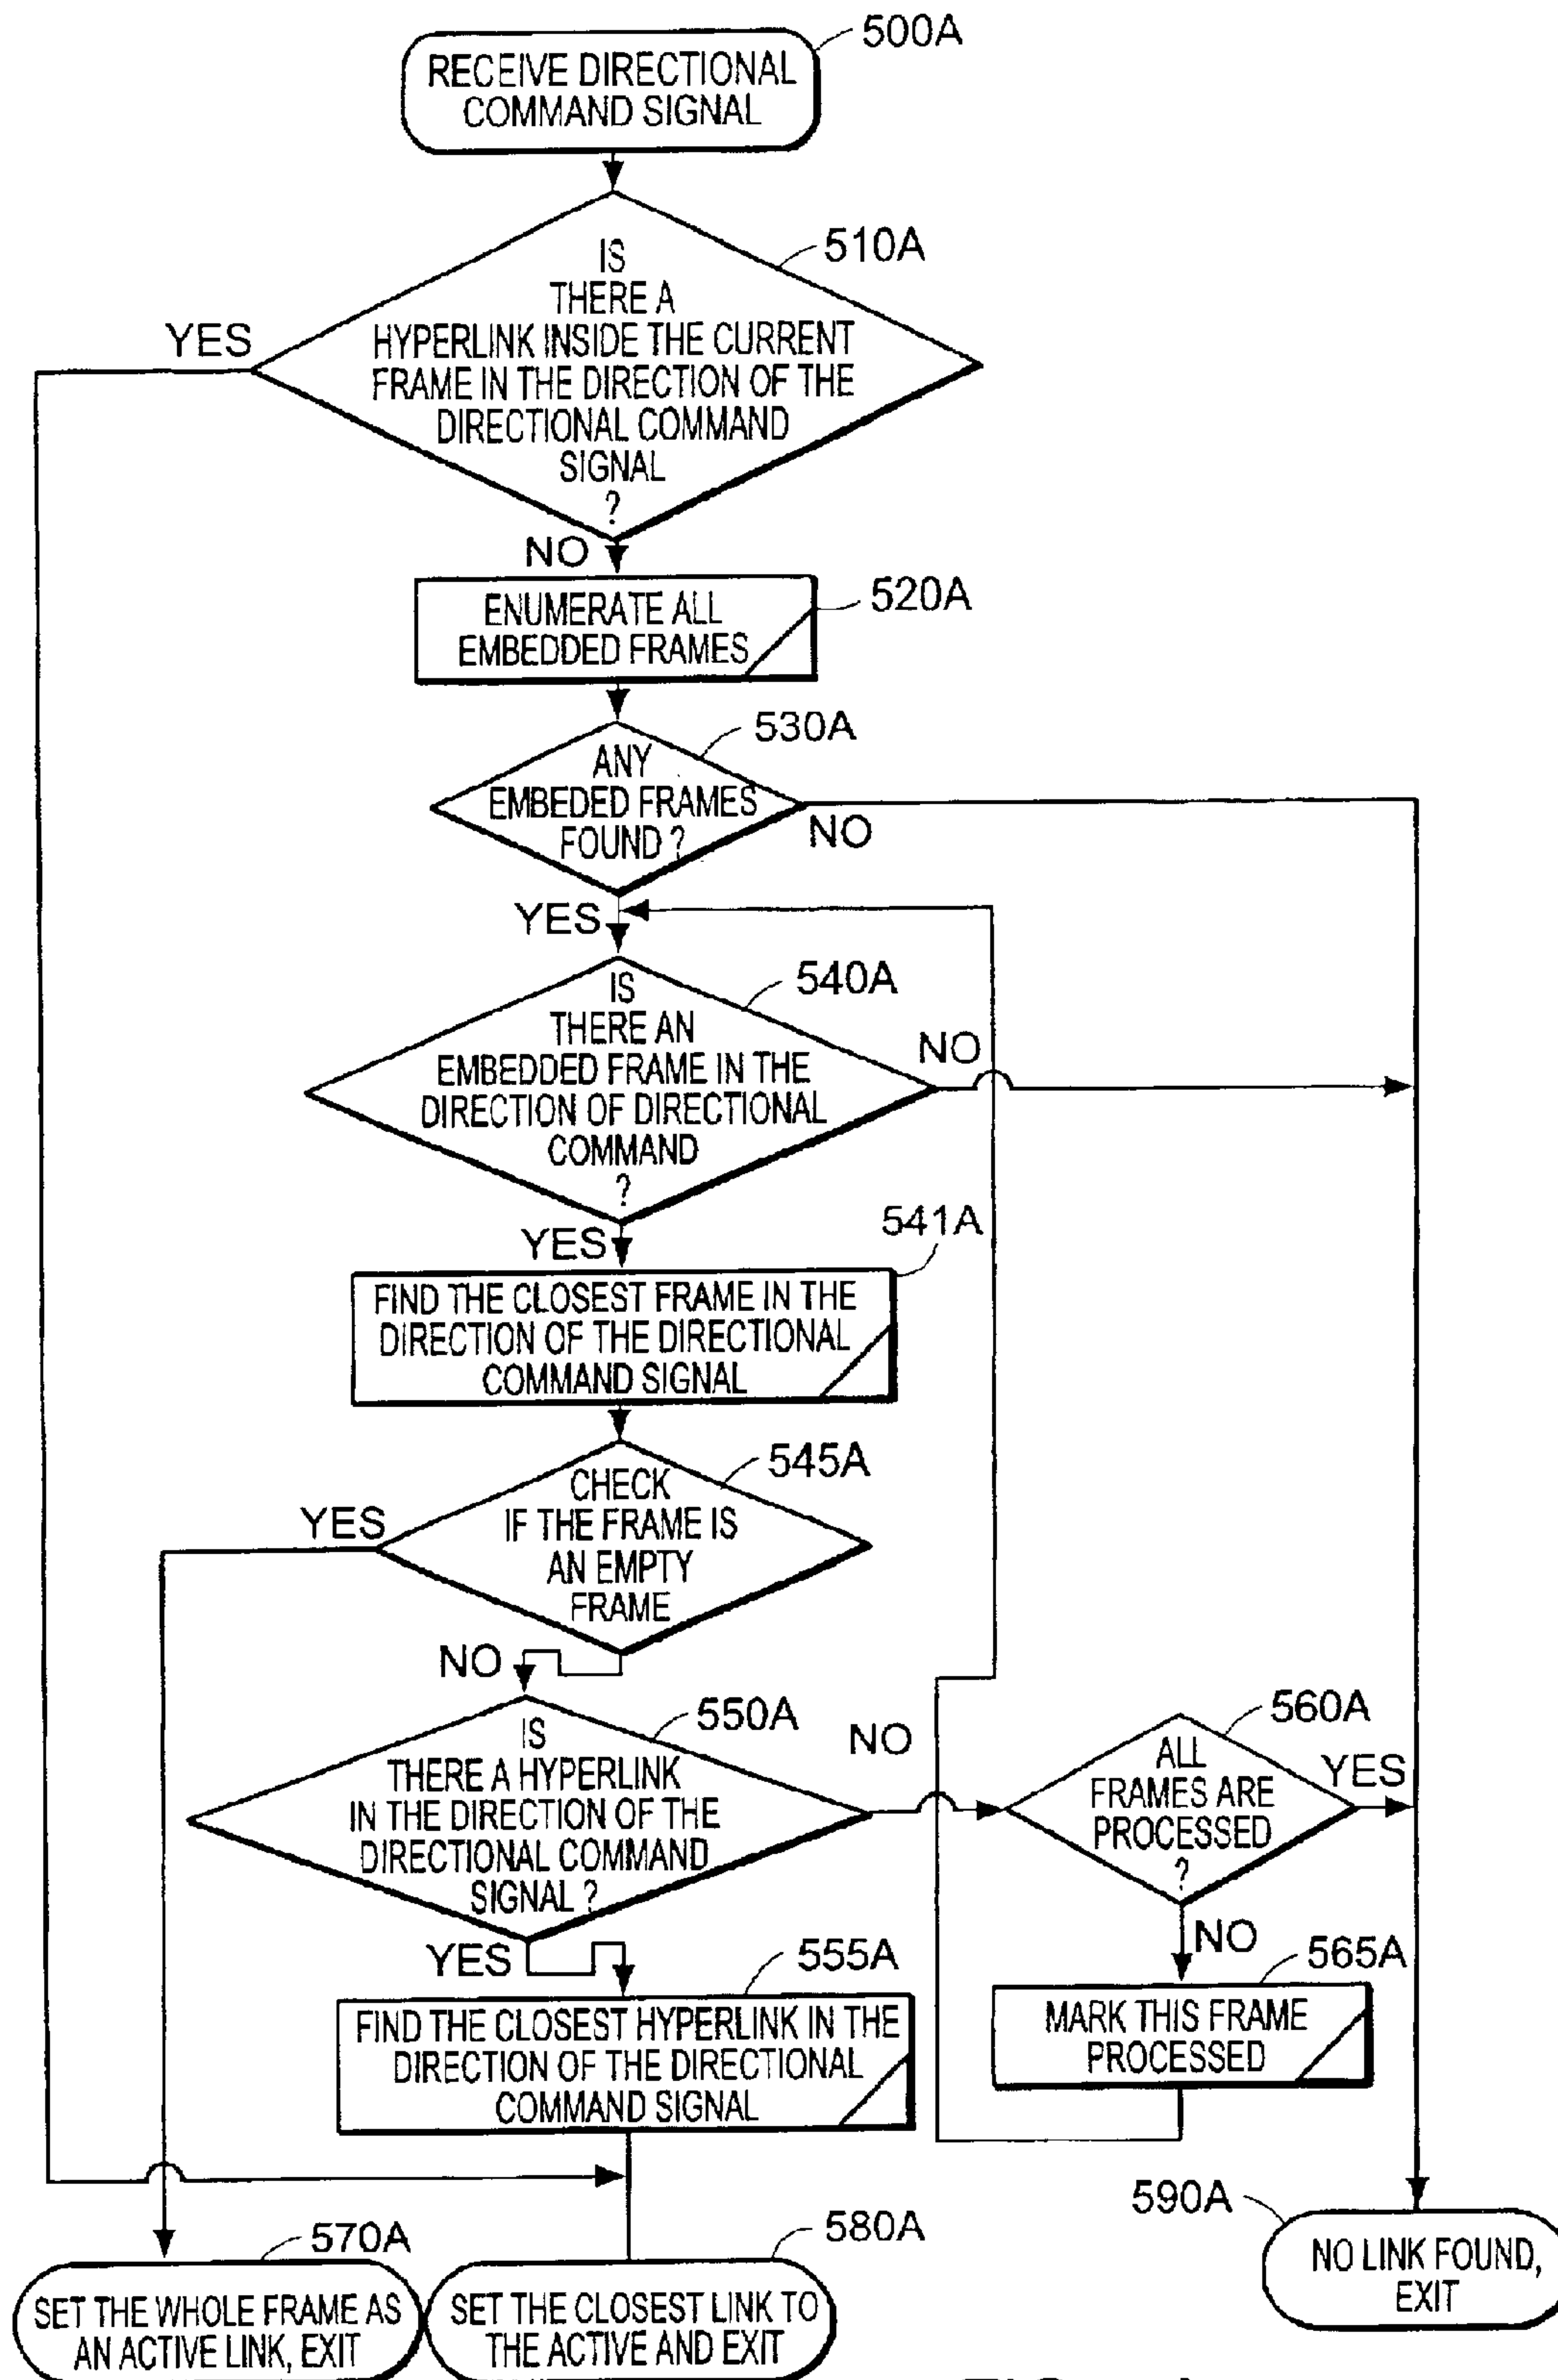 500A
RECEIVE DIRECTIONAL
COMMAND SIGNAL
510A
IS
THERE A
HYPERLINK INSIDE THE CURRENT
FRAME IN THE DIRECTION OF THE
DIRECTIONAL COMMAND
SIGNAL
?
YES
NO
520A
ENUMERATE ALL
EMBEDDED FRAMES
530A
ANY
EMBEDED FRAMES
FOUND ?
NO
YES
540A
IS
THERE AN
EMBEDDED FRAME IN THE
DIRECTION OF DIRECTIONAL
COMMAND
?
NO
YES
541A
FIND THE CLOSEST FRAME IN THE
DIRECTION OF THE DIRECTIONAL
COMMAND SIGNAL
545A
CHECK
IF THE FRAME IS
AN EMPTY
FRAME
YES
NO
550A
IS
THERE A HYPERLINK
IN THE DIRECTION OF THE
DIRECTIONAL COMMAND
SIGNAL ?
NO
560A
ALL
FRAMES ARE
PROCESSED
?
YES
NO
YES
555A
FIND THE CLOSEST HYPERLINK IN THE
DIRECTION OF THE DIRECTIONAL
COMMAND SIGNAL
565A
MARK THIS FRAME
PROCESSED
570A
SET THE WHOLE FRAME AS
AN ACTIVE LINK, EXIT
580A
SET THE CLOSEST LINK TO
THE ACTIVE AND EXIT
590A
NO LINK FOUND,
EXIT